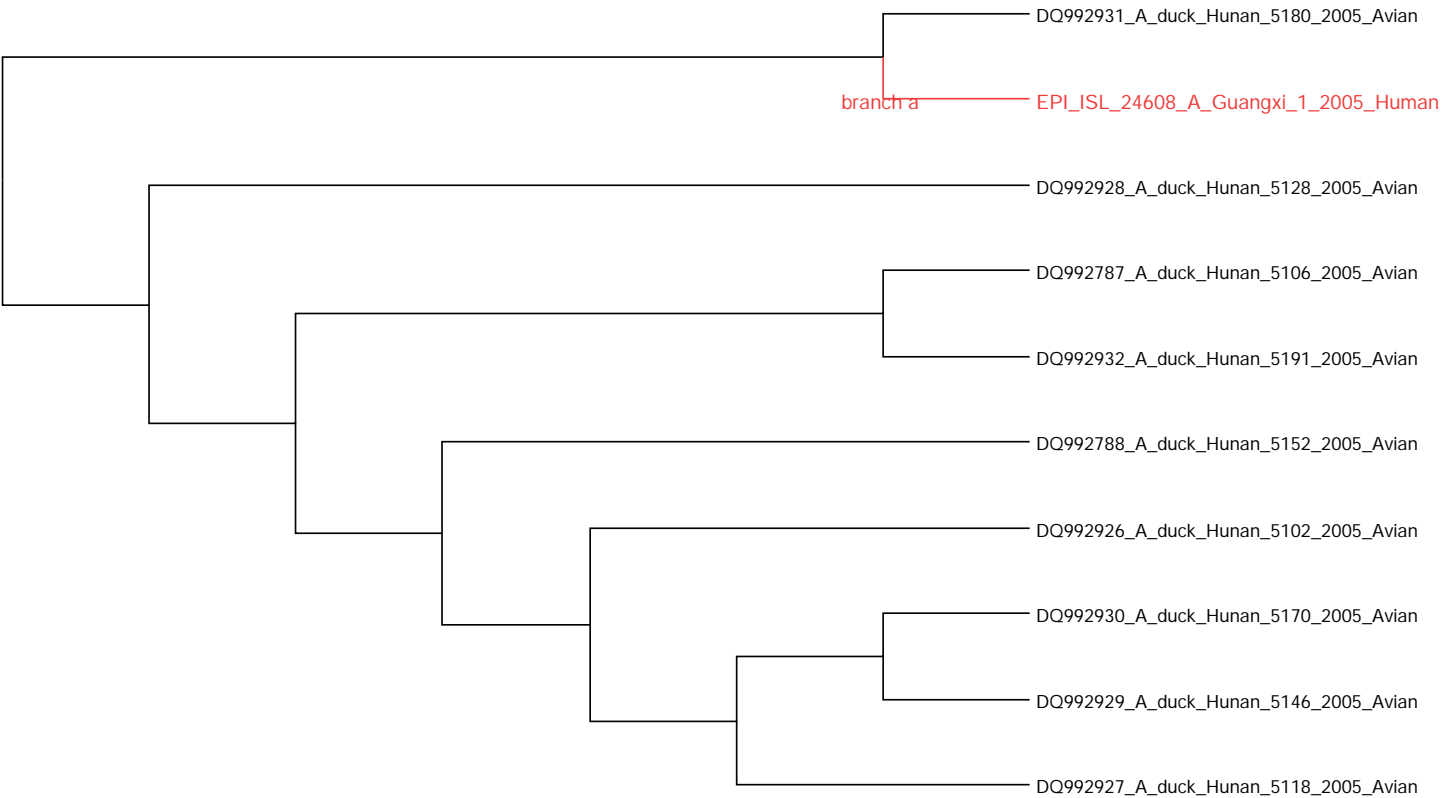 DQ992931_A_duck_Hunan_5180_2005_Avian
branch a EPI_ISL_24608_A_Guangxi_1_2005_Human
DQ992928_A_duck_Hunan_5128_2005_Avian
DQ992787_A_duck_Hunan_5106_2005_Avian
DQ992932_A_duck_Hunan_5191_2005_Avian
DQ992788_A_duck_Hunan_5152_2005_Avian
DQ992926_A_duck_Hunan_5102_2005_Avian
DQ992930_A_duck_Hunan_5170_2005_Avian
DQ992929_A_duck_Hunan_5146_2005_Avian
DQ992927_A_duck_Hunan_5118_2005_Avian